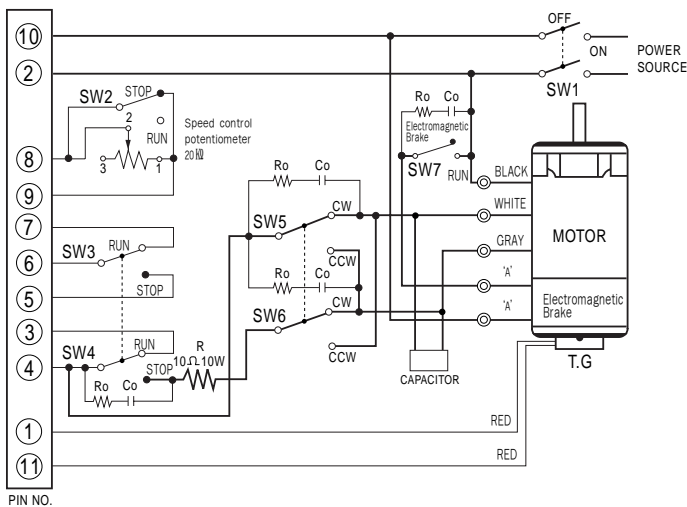 10
OFF
ON
POWER
SOURCE
2
SW1
SW2
STOP
2
RUN
3
1
Speed control
potentiometer
20㏀
8
9
Ro
Co
Electromagnetic
Brake
SW7
RUN
BLACK
WHITE
GRAY
"A"
"A"
MOTOR
Electromagnetic
Brake
T.G
7
SW3
RUN
6
STOP
5
3
SW4
RUN
4
STOP
Ro
Co
R
10Ω10W
Ro
Co
CW
SW5
CCW
Ro
Co
CW
SW6
CCW
CAPACITOR
1
RED
11
RED
PIN NO.